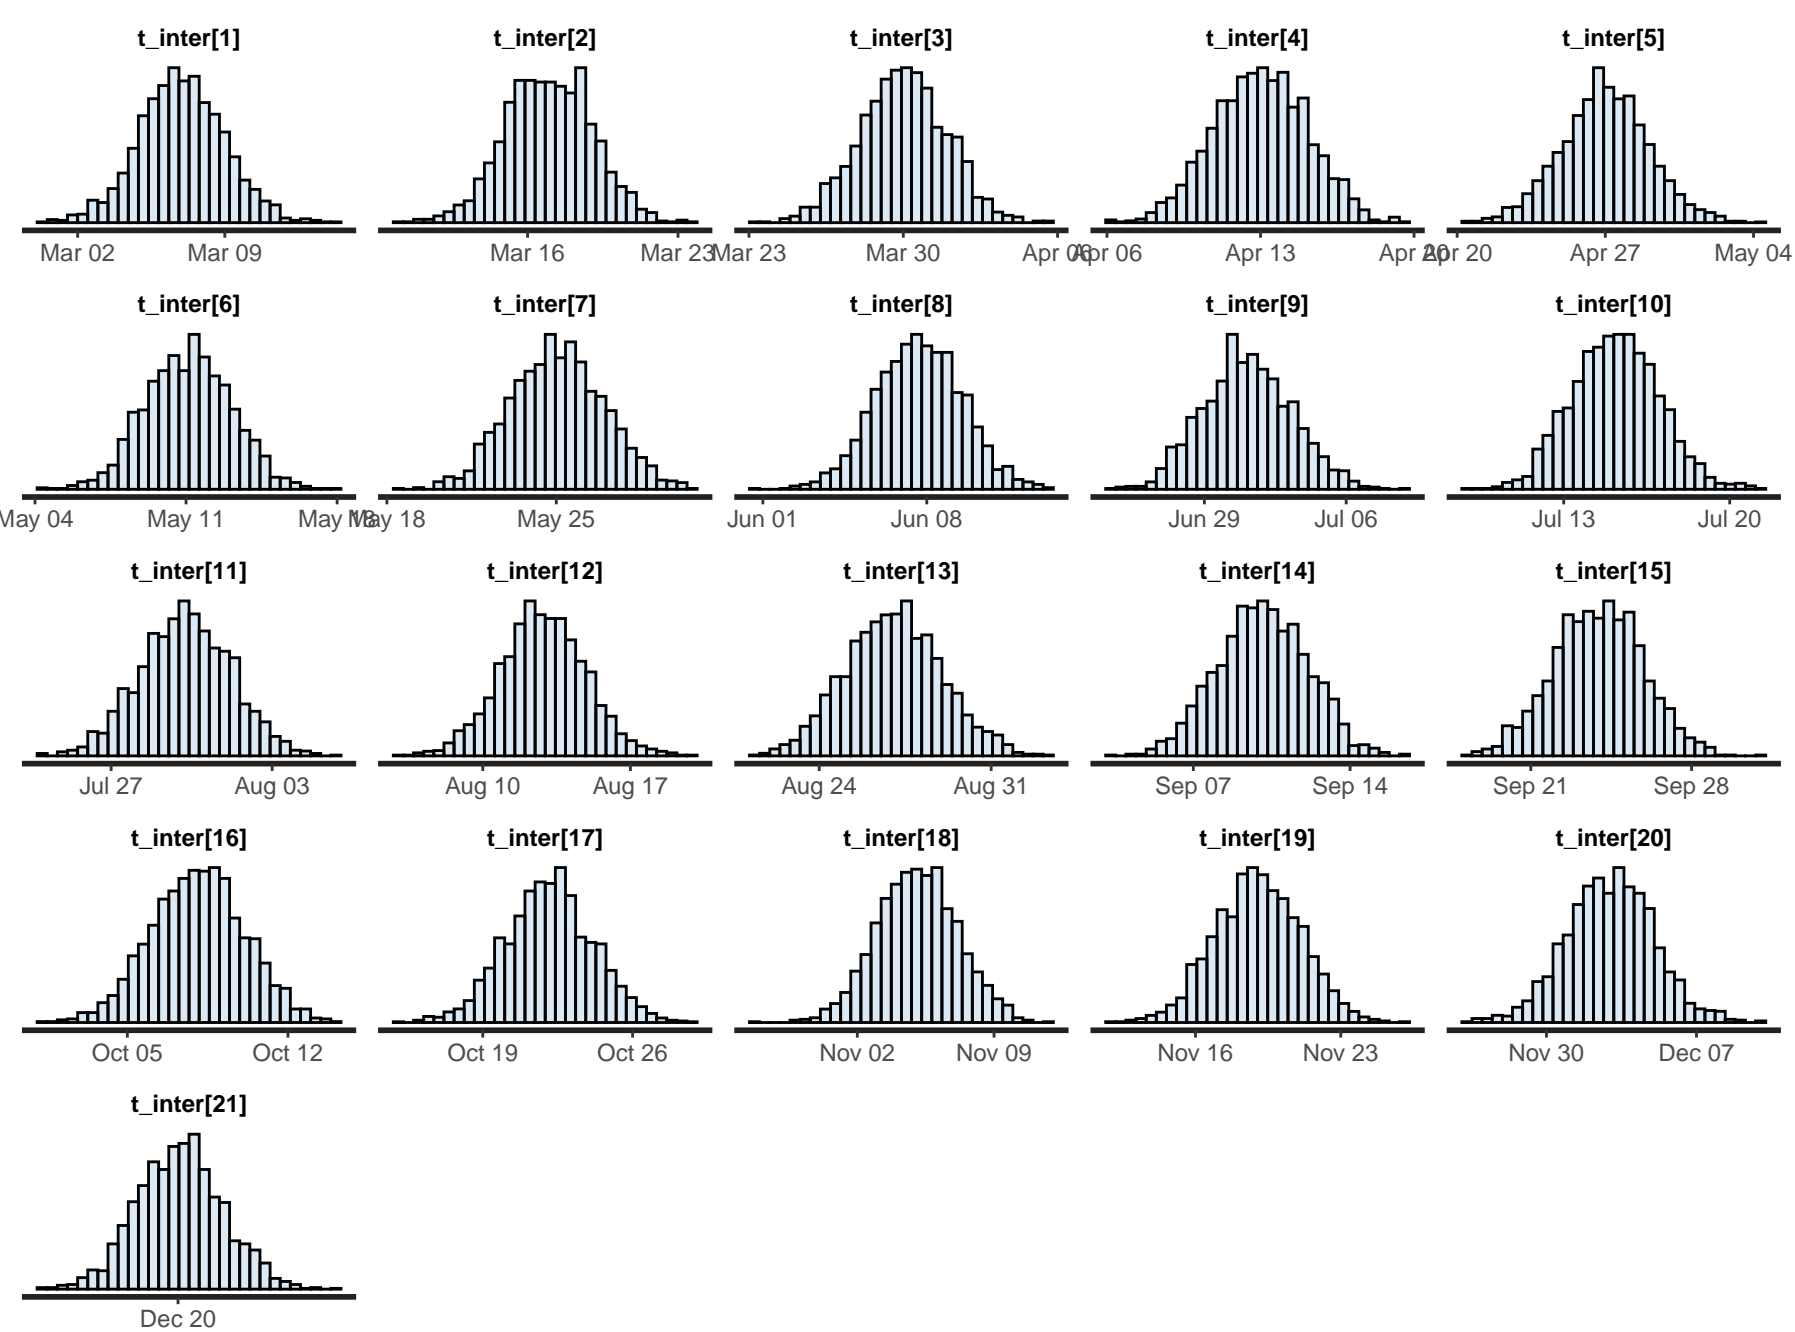 t_inter[1] t_inter[2] t_inter[3] t_inter[4] t_inter[5]
Mar 02 Mar 09 Mar 16 Mar 23 Mar 23 Mar 30 Apr 06 Apr 06 Apr 13 Apr 20 Apr 20 Apr 27 May 04
t_inter[6] t_inter[7] t_inter[8] t_inter[9] t_inter[10]
May 04 May 11 May 18 May 18 May 25 Jun 01 Jun 08 Jun 29 Jul 06 Jul 13 Jul 20
t_inter[11] t_inter[12] t_inter[13] t_inter[14] t_inter[15]
Jul 27 Aug 03 Aug 10 Aug 17 Aug 24 Aug 31 Sep 07 Sep 14 Sep 21 Sep 28
t_inter[16] t_inter[17] t_inter[18] t_inter[19] t_inter[20]
Oct 05 Oct 12 Oct 19 Oct 26 Nov 02 Nov 09 Nov 16 Nov 23 Nov 30 Dec 07
t_inter[21]
Dec 20